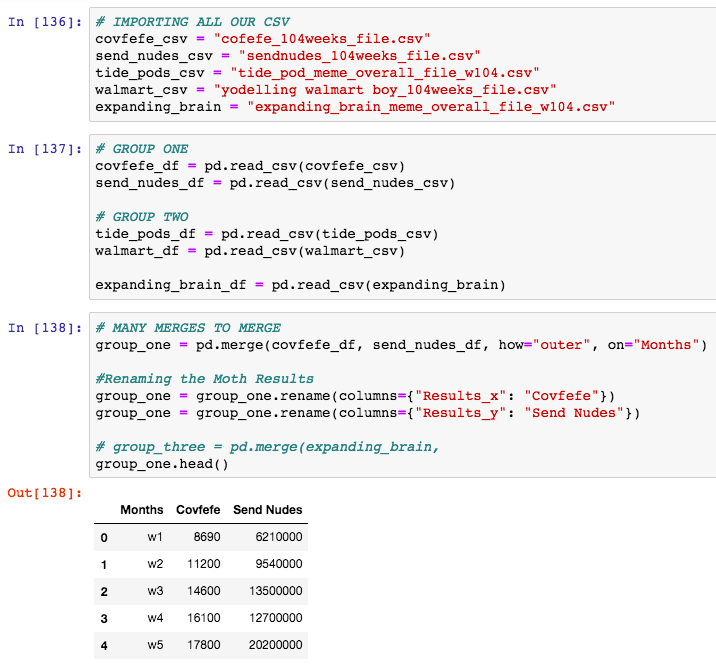 In [136]: # IMPORTING ALL OUR CSV
covfefe_csv = "cofefe_104weeks_file.csv"
send_nudes_csv = "sendnudes_104weeks_file.csv"
tide_pods_csv = "tide_pod_meme_overall_file_w104.csv"
walmart_csv = "yodelling walmart boy_104weeks_file.csv"
expanding_brain = "expanding_brain_meme_overall_file_w104.csv"
In [137]: # GROUP ONE
covfefe_df = pd.read_csv(covfefe_csv)
send_nudes_df = pd.read_csv(send_nudes_csv)
# GROUP TWO
tide_pods_df = pd.read_csv(tide_pods_csv)
walmart_df = pd.read_csv(walmart_csv)
expanding_brain_df = pd.read_csv(expanding_brain)
In [138]: # MANY MERGES TO MERGE
group_one = pd.merge(covfefe_df, send_nudes_df, how="outer", on="Months")
#Renaming the Moth Results
group_one = group_one.rename(columns={"Results_x": "Covfefe"})
group_one = group_one.rename(columns={"Results_y": "Send Nudes"})
# group_three = pd.merge(expanding_brain,
group_one.head()
Out[138]:
Months Covfefe Send Nudes
0 w1 8690 6210000
1 w2 11200 9540000
2 w3 14600 13500000
3 w4 16100 12700000
4 w5 17800 20200000